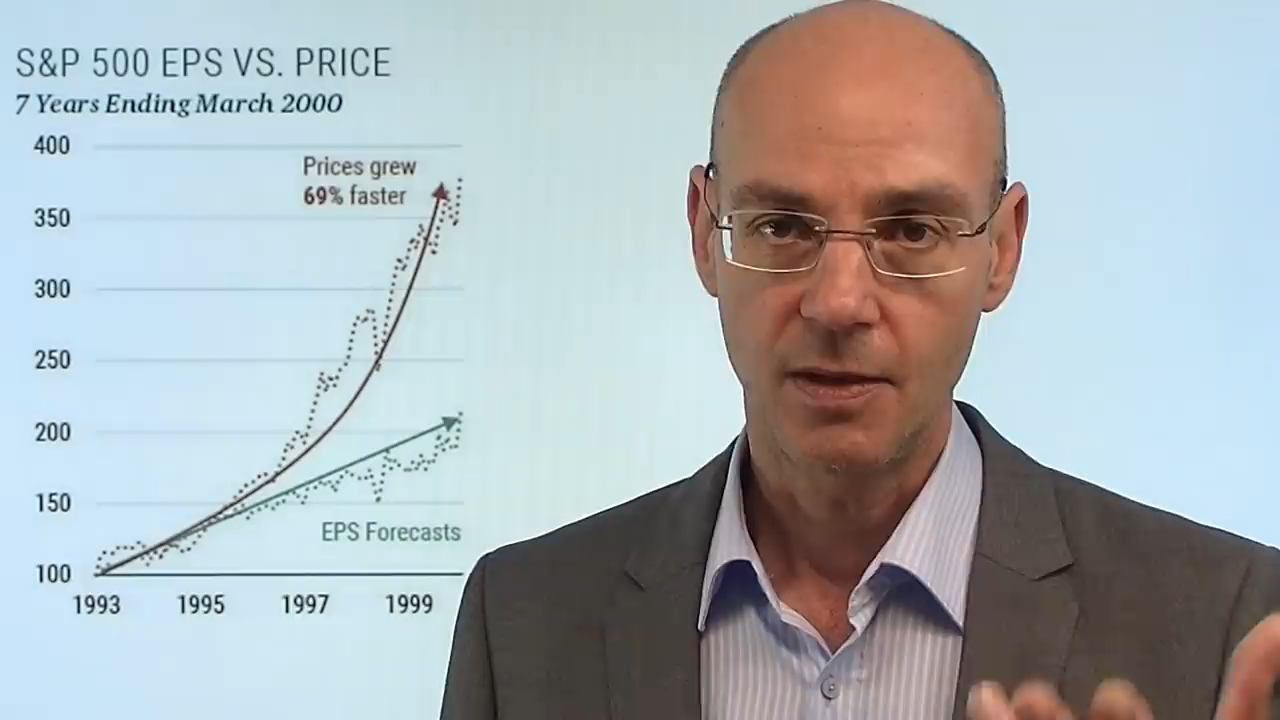 S&P 500 EPS VS. PRICE
7 Years Ending March 2000
400
Prices grew
69% faster
350
300
250
200
150
EPS Forecasts
100
1993 1995 1997 1999